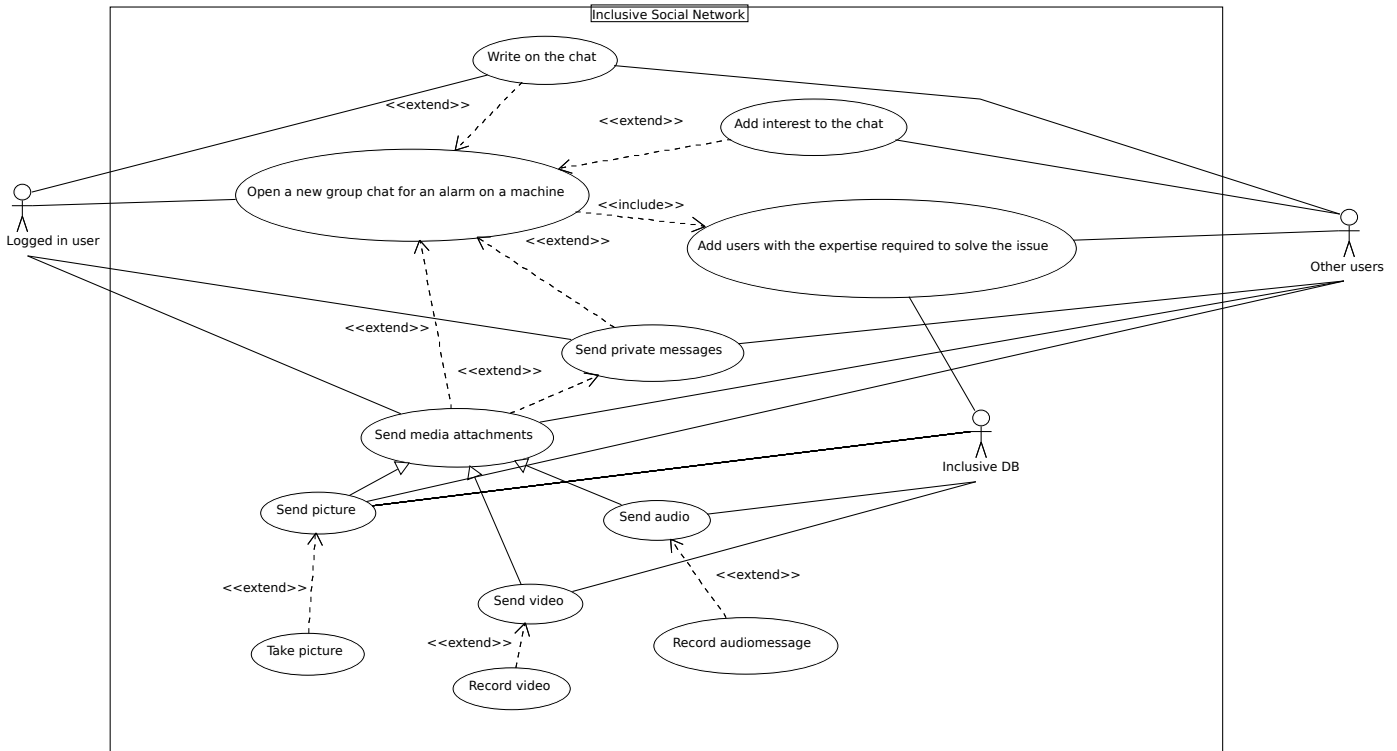 Inclusive Social Network
Write on the chat
<<extend>>
<<extend>>
Add interest to the chat
Open a new group chat for an alarm on a machine
<<include>>
Logged in user
<<extend>>
Add users with the expertise required to solve the issue
Other users
<<extend>>
Send private messages
<<extend>>
Send media attachments
Inclusive DB
Send picture
Send audio
<<extend>>
<<extend>>
Send video
<<extend>>
Take picture
Record audiomessage
Record video